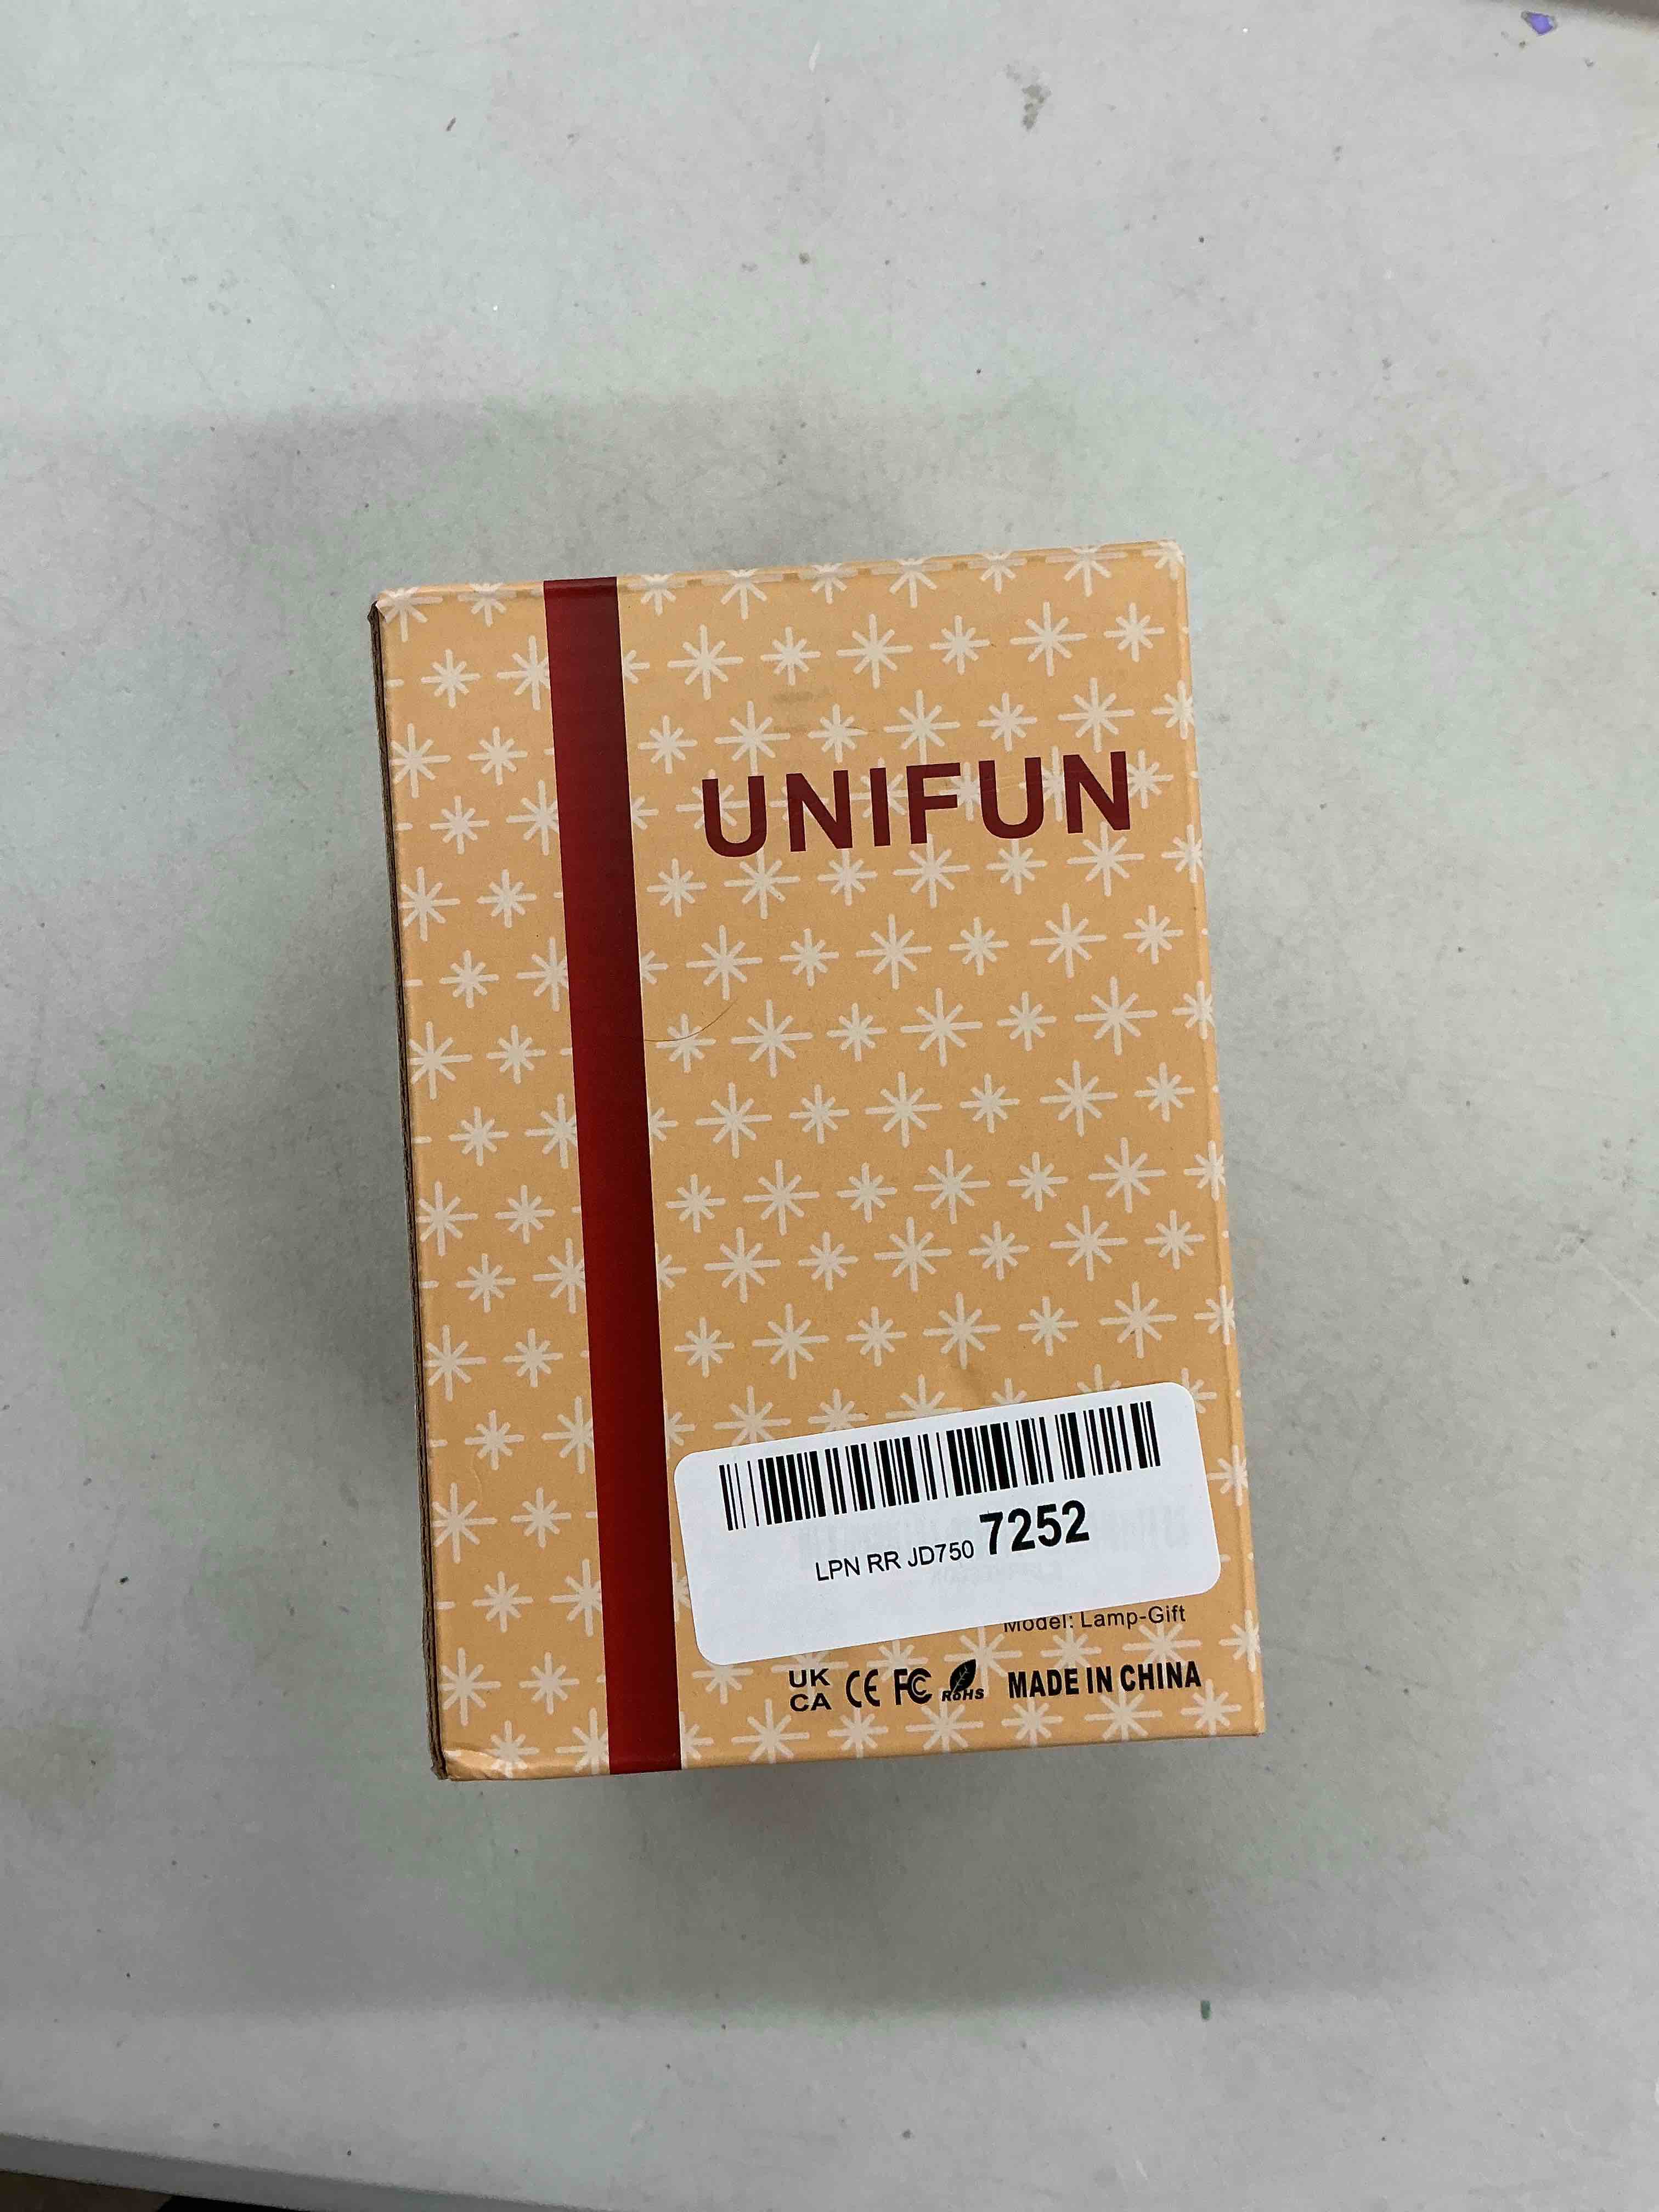 UNIFUN
LPN RR JD750 7252
Model: Lamp-Gift
UK
CA CE FC RoHS MADE IN CHINA